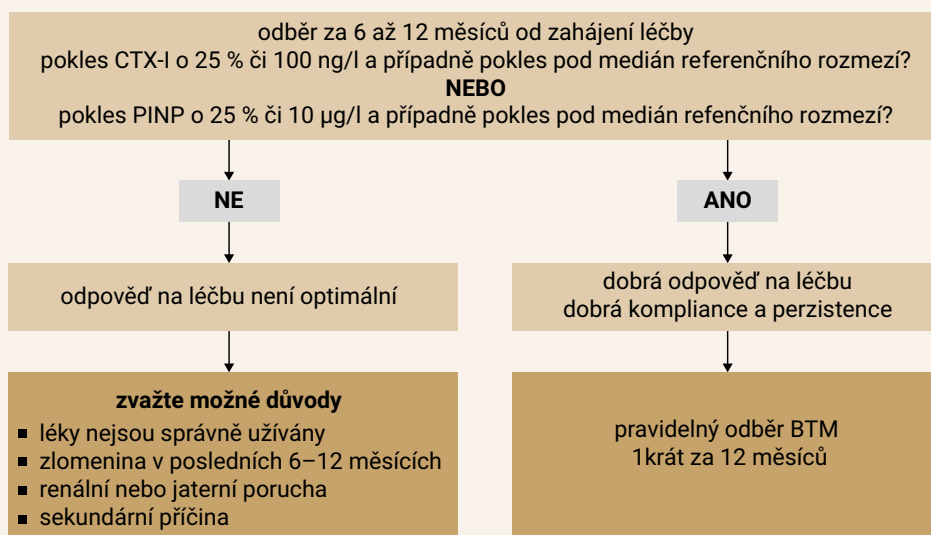 odběr za 6 až 12 měsíců od zahájení léčby
pokles CTX-I o 25 % či 100 ng/l a případně pokles pod medián referenčního rozmezí?
NEBO
pokles PINP o 25 % či 10 µg/l a případně pokles pod medián refenčního rozmezí?
NE
ANO
odpověď na léčbu není optimální
dobrá odpověď na léčbu
dobrá kompliance a perzistence
zvažte možné důvody
▪ léky nejsou správně užívány
▪ zlomenina v posledních 6–12 měsících
▪ renální nebo jaterní porucha
▪ sekundární příčina
pravidelný odběr BTM
1krát za 12 měsíců